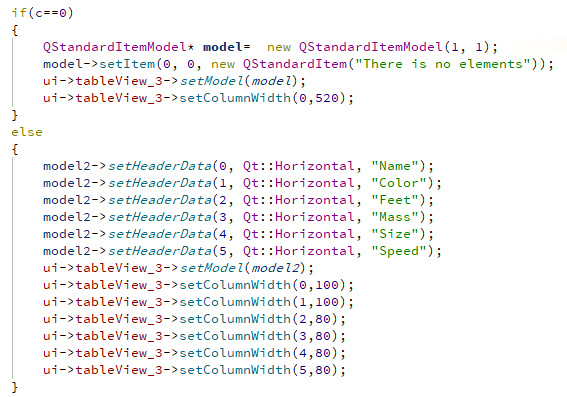 if(c==0)
{
    QStandardItemModel* model=  new QStandardItemModel(1, 1);
    model->setItem(0, 0, new QStandardItem("There is no elements"));
    ui->tableView_3->setModel(model);
    ui->tableView_3->setColumnWidth(0,520);
}
else
{
    model2->setHeaderData(0, Qt::Horizontal, "Name");
    model2->setHeaderData(1, Qt::Horizontal, "Color");
    model2->setHeaderData(2, Qt::Horizontal, "Feet");
    model2->setHeaderData(3, Qt::Horizontal, "Mass");
    model2->setHeaderData(4, Qt::Horizontal, "Size");
    model2->setHeaderData(5, Qt::Horizontal, "Speed");
    ui->tableView_3->setModel(model2);
    ui->tableView_3->setColumnWidth(0,100);
    ui->tableView_3->setColumnWidth(1,100);
    ui->tableView_3->setColumnWidth(2,80);
    ui->tableView_3->setColumnWidth(3,80);
    ui->tableView_3->setColumnWidth(4,80);
    ui->tableView_3->setColumnWidth(5,80);
}